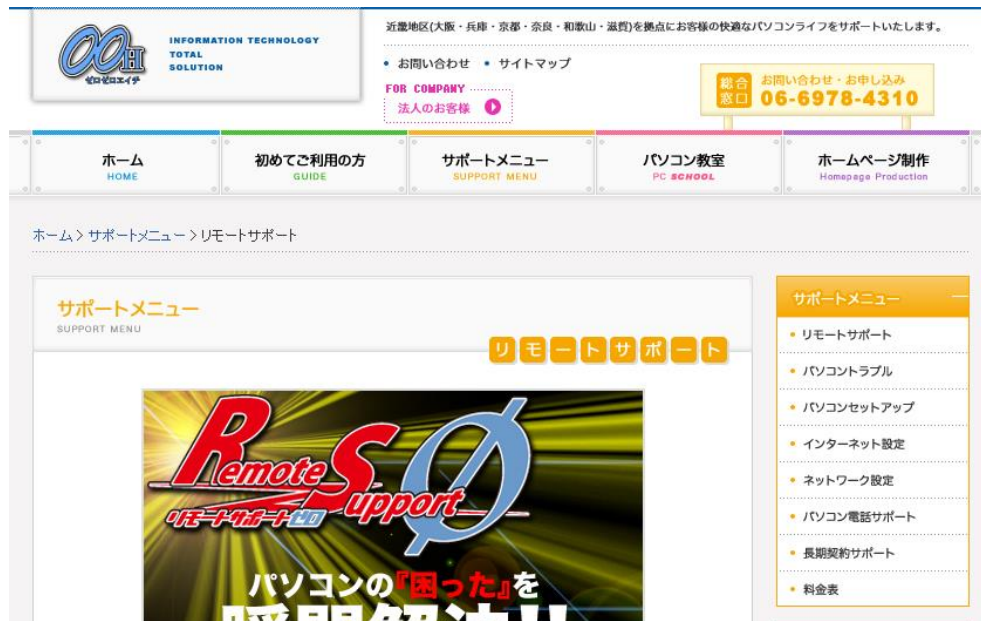 OOH
ゼロゼロエイチ
INFORMATION TECHNOLOGY
TOTAL
SOLUTION
近畿地区(大阪・兵庫・京都・奈良・和歌山・滋賀)を拠点にお客様の快適なパソコンライフをサポートいたします。
• お問い合わせ • サイトマップ
FOR COMPANY
法人のお客様
総合
窓口
お問い合わせ・お申し込み
06-6978-4310
ホーム
HOME
初めてご利用の方
GUIDE
サポートメニュー
SUPPORT MENU
パソコン教室
PC SCHOOL
ホームページ制作
Homepage Production
ホーム > サポートメニュー > リモートサポート
サポートメニュー
SUPPORT MENU
リモートサポート
Remote Support 0
リモートサポートゼロ
パソコンの『困った』を
瞬間解決!!
サポートメニュー
• リモートサポート
• パソコントラブル
• パソコンセットアップ
• インターネット設定
• ネットワーク設定
• パソコン電話サポート
• 長期契約サポート
• 料金表